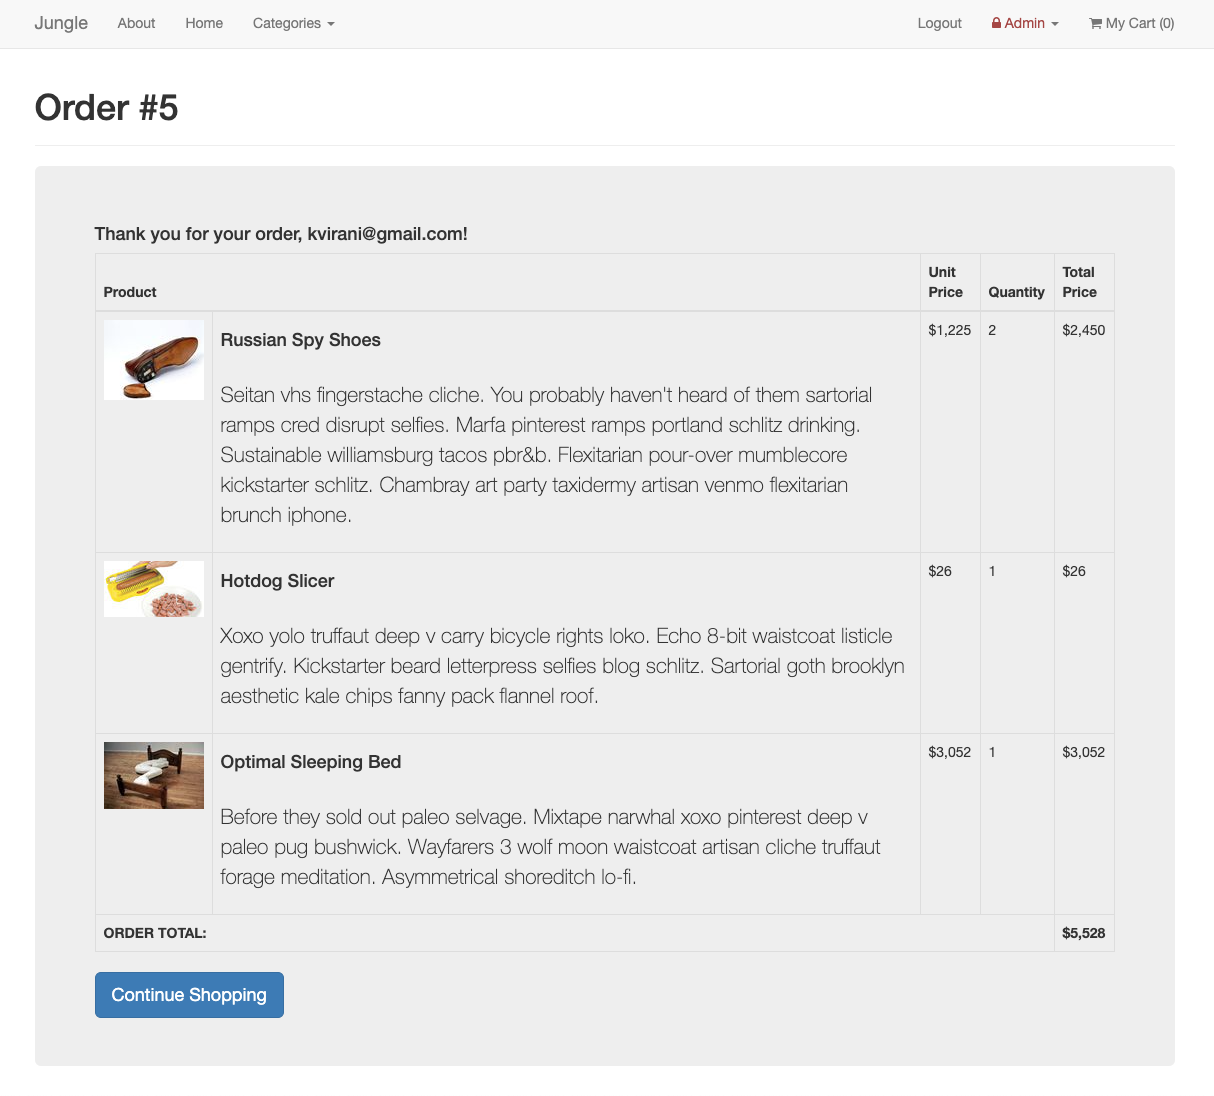 Jungle About Home Categories Logout Admin My Cart (0)
Order #5
Thank you for your order, kvirani@gmail.com!
Product Unit Price Quantity Total Price
Russian Spy Shoes $1,225 2 $2,450
Seitan vhs fingerstache cliche. You probably haven't heard of them sartorial
ramps cred disrupt selfies. Marfa pinterest ramps portland schlitz drinking.
Sustainable williamsburg tacos pbr&b. Flexitarian pour-over mumblecore
kickstarter schlitz. Chambray art party taxidermy artisan venmo flexitarian
brunch iphone.
Hotdog Slicer $26 1 $26
Xoxo yolo truffaut deep v carry bicycle rights loko. Echo 8-bit waistcoat listicle
gentrify. Kickstarter beard letterpress selfies blog schlitz. Sartorial goth brooklyn
aesthetic kale chips fanny pack flannel roof.
Optimal Sleeping Bed $3,052 1 $3,052
Before they sold out paleo selvage. Mixtape narwhal xoxo pinterest deep v
paleo pug bushwick. Wayfarers 3 wolf moon waistcoat artisan cliche truffaut
forage meditation. Asymmetrical shoreditch lo-fi.
ORDER TOTAL: $5,528
Continue Shopping